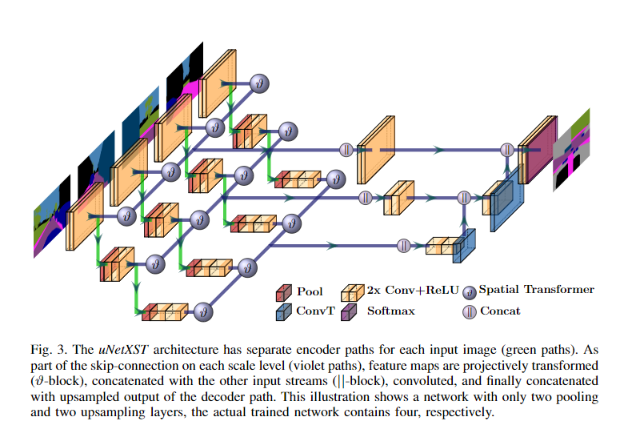 ϑ
ϑ
ϑ
ϑ
ϑ
ϑ
ϑ
ϑ
ϑ
ϑ
ϑ
ϑ
||
||
||
||
||
Pool
2x Conv+ReLU
ϑ Spatial Transformer
ConvT
Softmax
|| Concat
Fig. 3. The uNetXST architecture has separate encoder paths for each input image (green paths). As
part of the skip-connection on each scale level (violet paths), feature maps are projectively transformed
(ϑ-block), concatenated with the other input streams (||-block), convoluted, and finally concatenated
with upsampled output of the decoder path. This illustration shows a network with only two pooling
and two upsampling layers, the actual trained network contains four, respectively.